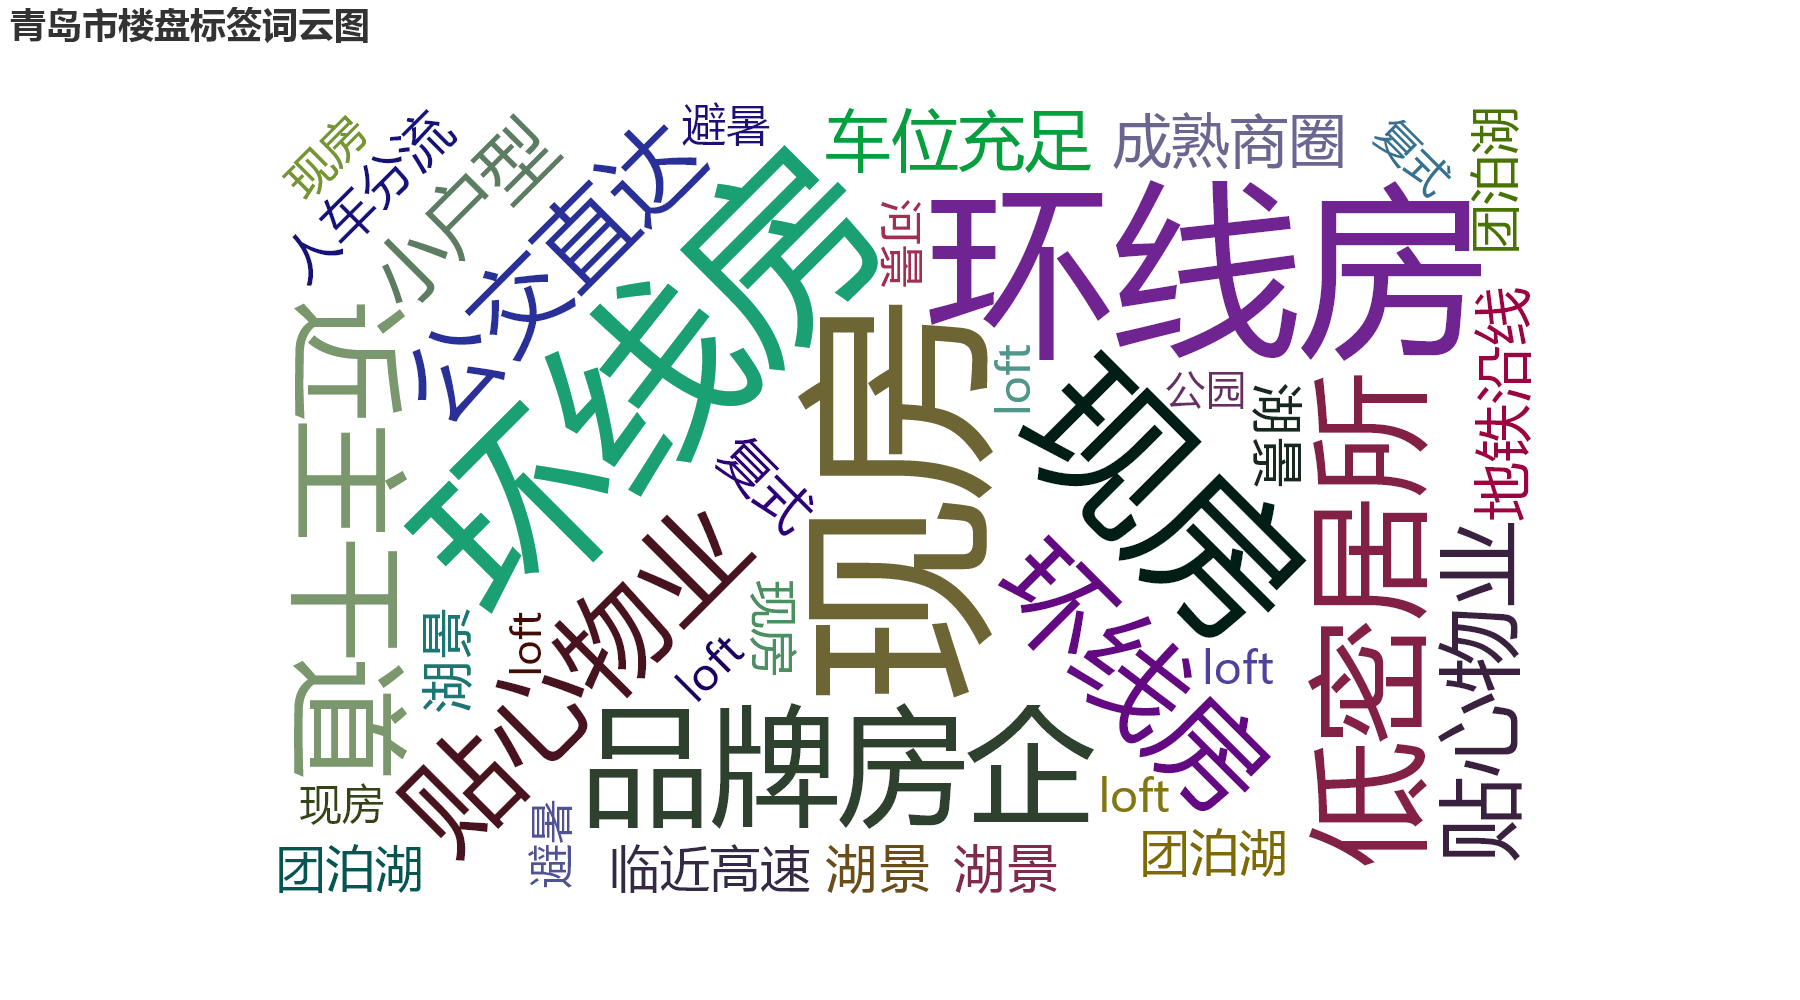 青岛市楼盘标签词云图
现房
人车分流
小户型
公交直达
避暑
车位充足
成熟商圈
复式
团泊湖
环线房
河景
环线房
近主干道
现房
loft
现房
公园
湖景
低密居所
地铁沿线
复式
贴心物业
现房
环线房
贴心物业
湖景
loft
loft
loft
品牌房企
loft
现房
团泊湖
避暑
临近高速
湖景
湖景
团泊湖